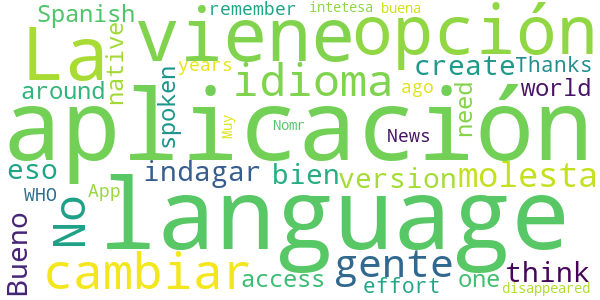 Spanish remember intetesa buena
La viene opción
native years create Thanks
around spoken idioma ago need world
aplicación
Muy Nomr News
eso indagar bien version molesta
WHO App
Bueno No language
cambiar gente think
access effort one disappeared